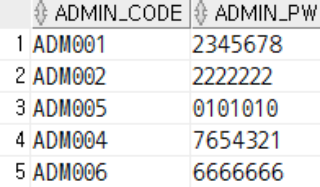 ADMIN_CODE ADMIN_PW
1 ADM001 2345678
2 ADM002 2222222
3 ADM005 0101010
4 ADM004 7654321
5 ADM006 6666666